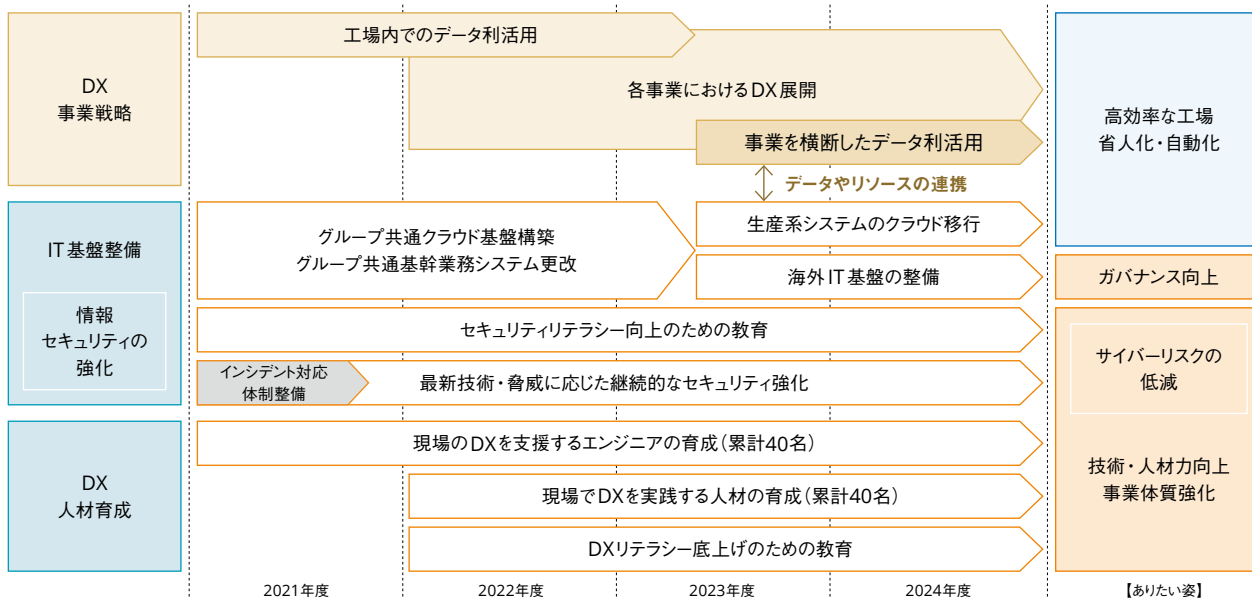 DX
事業戦略
工場内でのデータ利活用
各事業におけるDX展開
事業を横断したデータ利活用
データやリソースの連携
高効率な工場
省人化・自動化
IT基盤整備
情報
セキュリティの
強化
グループ共通クラウド基盤構築
グループ共通基幹業務システム更改
生産系システムのクラウド移行
海外IT基盤の整備
ガバナンス向上
セキュリティリテラシー向上のための教育
インシデント対応
体制整備
最新技術・脅威に応じた継続的なセキュリティ強化
サイバーリスクの
低減
DX
人材育成
現場のDXを支援するエンジニアの育成（累計40名）
現場でDXを実践する人材の育成（累計40名）
DXリテラシー底上げのための教育
技術・人材力向上
事業体質強化
2021年度
2022年度
2023年度
2024年度
【ありたい姿】